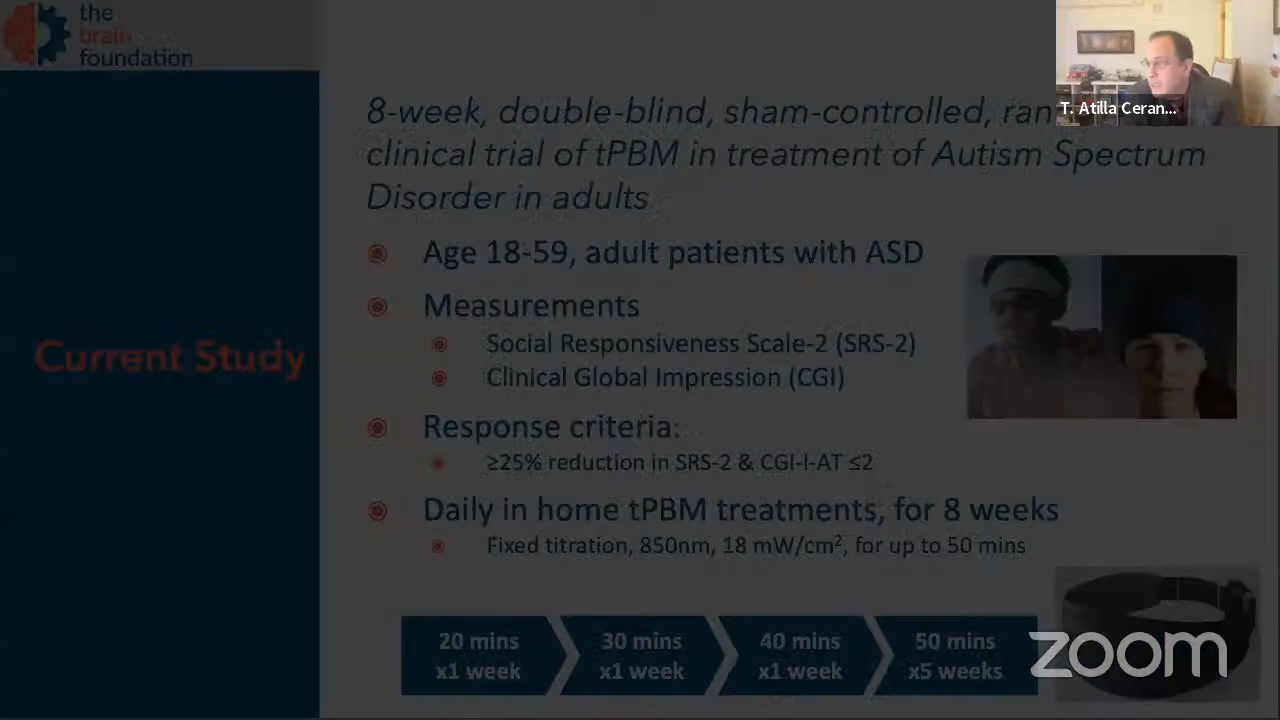 the
brain
foundation
T. Atilla Ceran...
8-week, double-blind, sham-controlled, ran
clinical trial of tPBM in treatment of Autism Spectrum
Disorder in adults
Current Study
◉ Age 18-59, adult patients with ASD
◉ Measurements
◉ Social Responsiveness Scale-2 (SRS-2)
◉ Clinical Global Impression (CGI)
◉ Response criteria:
◉ ≥25% reduction in SRS-2 & CGI-I-AT ≤2
◉ Daily in home tPBM treatments, for 8 weeks
◉ Fixed titration, 850nm, 18 mW/cm², for up to 50 mins
20 mins
x1 week
30 mins
x1 week
40 mins
x1 week
50 mins
x5 weeks
zoom